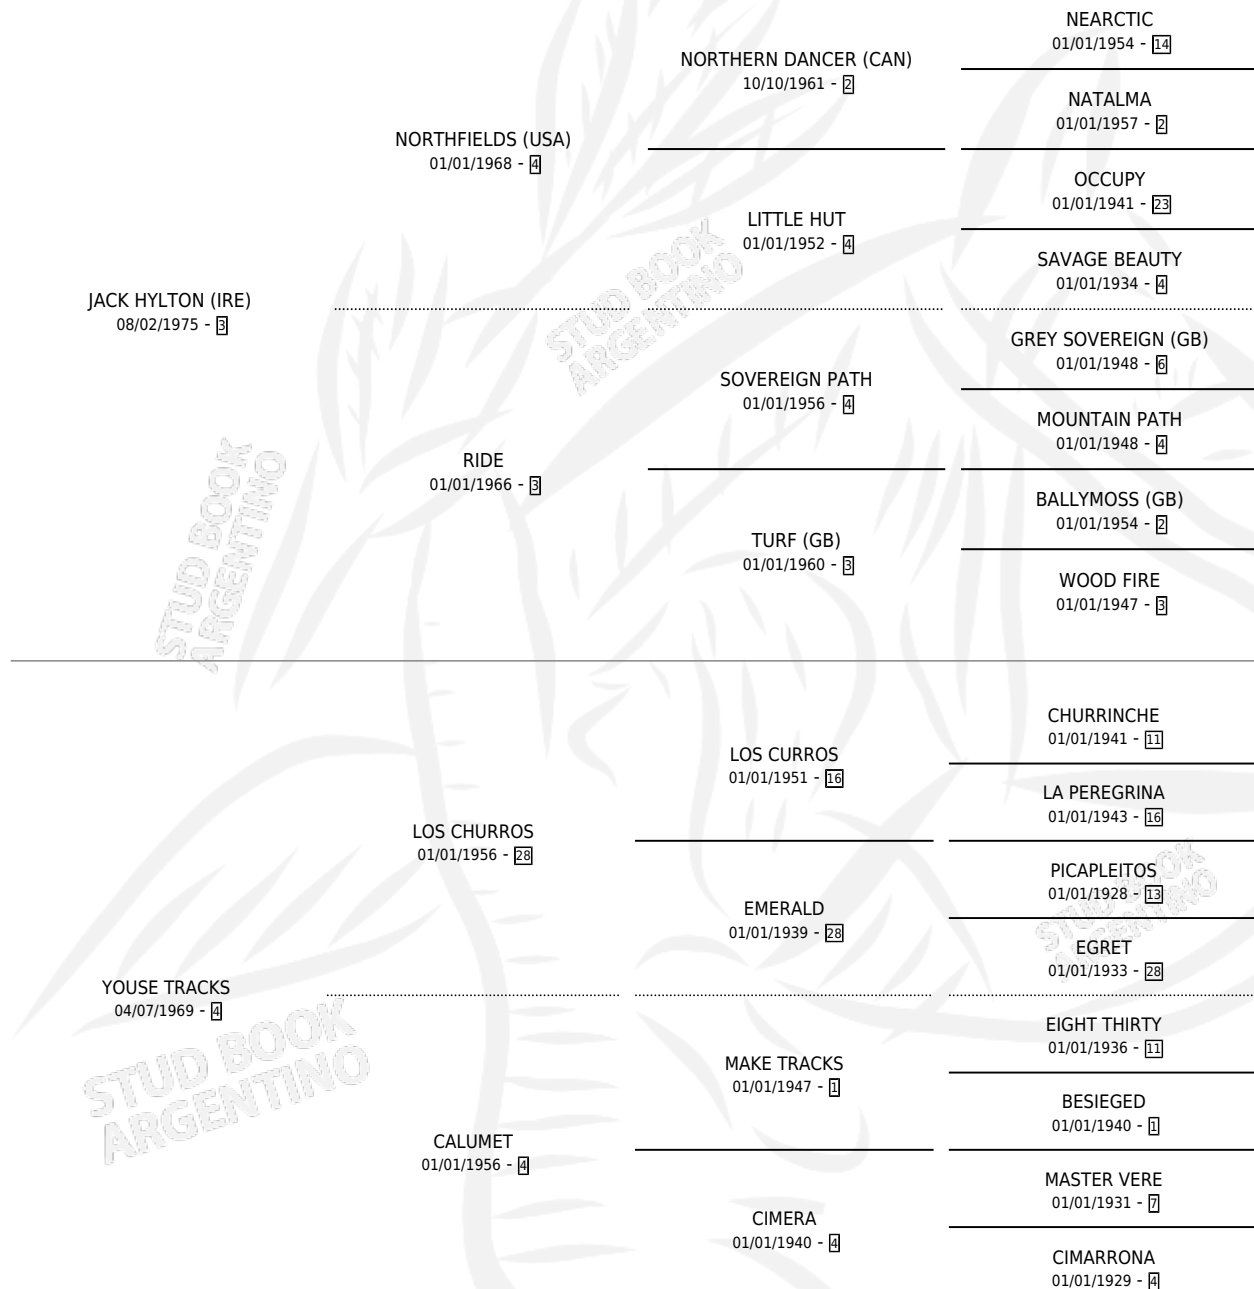 NEARCTIC
01/01/1954 - 14
NORTHERN DANCER (CAN)
10/10/1961 - 2
NATALMA
01/01/1957 - 2
NORTHFIELDS (USA)
01/01/1968 - 4
OCCUPY
01/01/1941 - 23
LITTLE HUT
01/01/1952 - 4
SAVAGE BEAUTY
01/01/1934 - 4
JACK HYLTON (IRE)
08/02/1975 - 3
GREY SOVEREIGN (GB)
01/01/1948 - 6
SOVEREIGN PATH
01/01/1956 - 4
MOUNTAIN PATH
01/01/1948 - 4
RIDE
01/01/1966 - 3
BALLYMOSS (GB)
01/01/1954 - 2
TURF (GB)
01/01/1960 - 3
WOOD FIRE
01/01/1947 - 3
CHURRINCHE
01/01/1941 - 11
LOS CURROS
01/01/1951 - 16
LA PEREGRINA
01/01/1943 - 16
LOS CHURROS
01/01/1956 - 28
PICAPLEITOS
01/01/1928 - 13
EMERALD
01/01/1939 - 28
EGRET
01/01/1933 - 28
YOUSE TRACKS
04/07/1969 - 4
EIGHT THIRTY
01/01/1936 - 11
MAKE TRACKS
01/01/1947 - 1
BESIEGED
01/01/1940 - 1
CALUMET
01/01/1956 - 4
MASTER VERE
01/01/1931 - 7
CIMERA
01/01/1940 - 4
CIMARRONA
01/01/1929 - 4
STUD BOOK
ARGENTINO
STUD BOOK
ARGENTINO
STUD BOOK
ARGENTINO
STUD BOOK
ARGENTINO